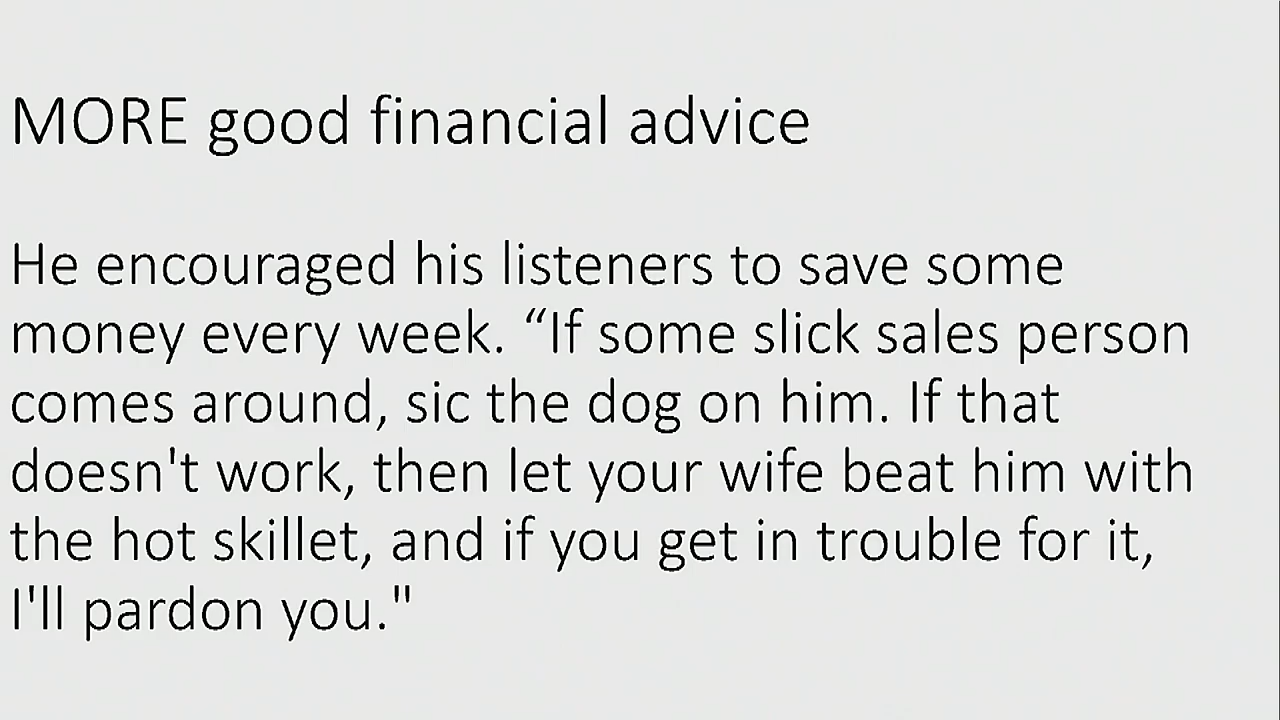 MORE good financial advice
He encouraged his listeners to save some
money every week. “If some slick sales person
comes around, sic the dog on him. If that
doesn't work, then let your wife beat him with
the hot skillet, and if you get in trouble for it,
I'll pardon you."